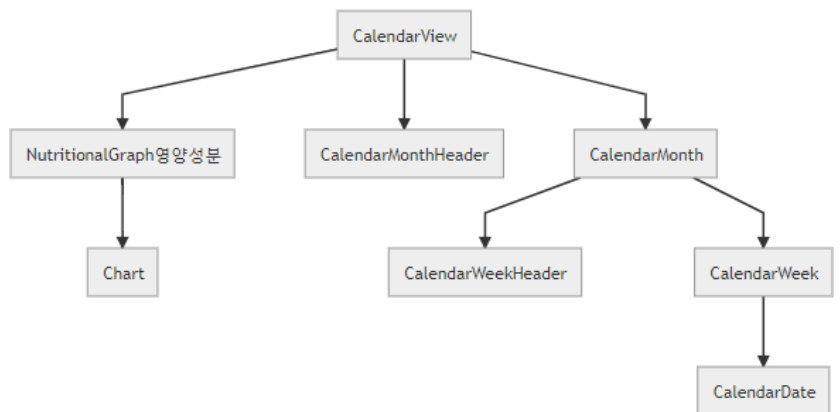 CalendarView
NutritionalGraph영양성분
CalendarMonthHeader
CalendarMonth
Chart
CalendarWeekHeader
CalendarWeek
CalendarDate